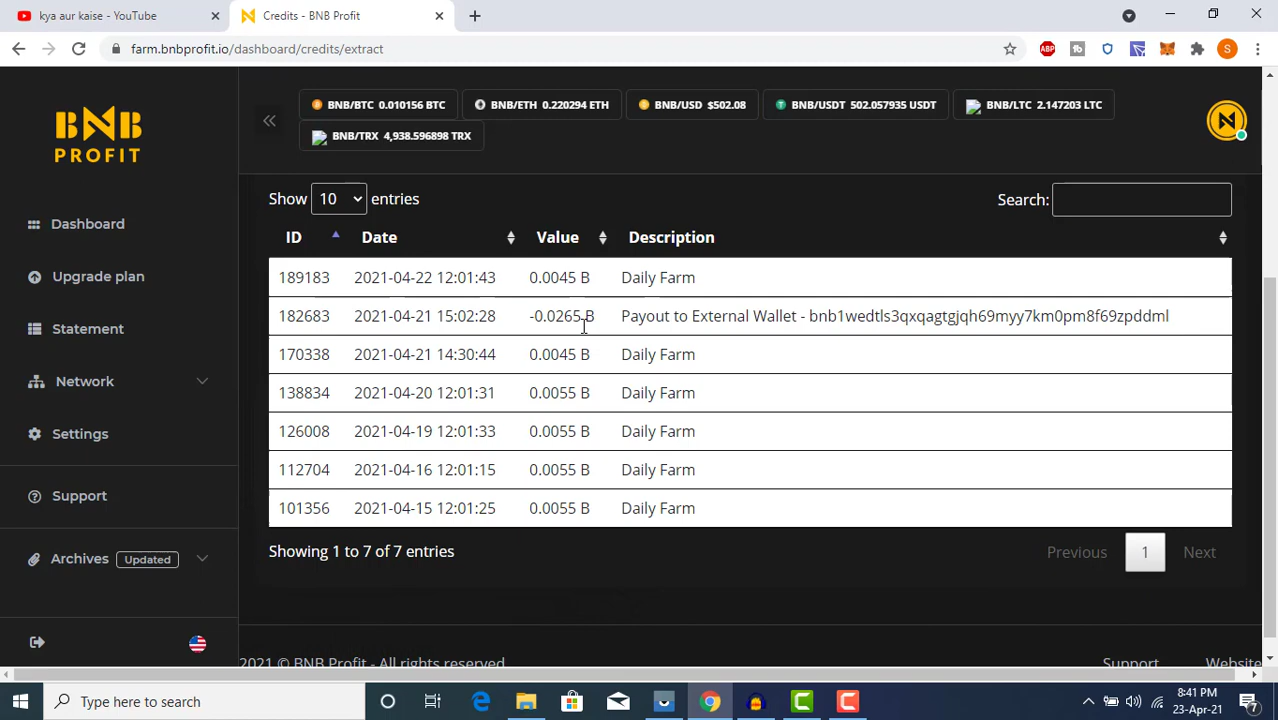 kya aur kaise - YouTube
Credits - BNB Profit
farm.bnbprofit.io/dashboard/credits/extract
ABP
S
BNB
PROFIT
BNB/BTC 0.010156 BTC
BNB/ETH 0.220294 ETH
BNB/USD $502.08
BNB/USDT 502.057935 USDT
BNB/LTC 2.147203 LTC
BNB/TRX 4,938.596898 TRX
Dashboard
Upgrade plan
Statement
Network
Settings
Support
Archives Updated
Show 10 entries
Search:
ID Date Value Description
189183 2021-04-22 12:01:43 0.0045 B Daily Farm
182683 2021-04-21 15:02:28 -0.0265 B Payout to External Wallet - bnb1wedtls3qxqagtgjqh69myy7km0pm8f69zpddml
170338 2021-04-21 14:30:44 0.0045 B Daily Farm
138834 2021-04-20 12:01:31 0.0055 B Daily Farm
126008 2021-04-19 12:01:33 0.0055 B Daily Farm
112704 2021-04-16 12:01:15 0.0055 B Daily Farm
101356 2021-04-15 12:01:25 0.0055 B Daily Farm
Showing 1 to 7 of 7 entries
Previous 1 Next
2021 © BNB Profit - All rights reserved
Support Website
Type here to search
8:41 PM
23-Apr-21
7